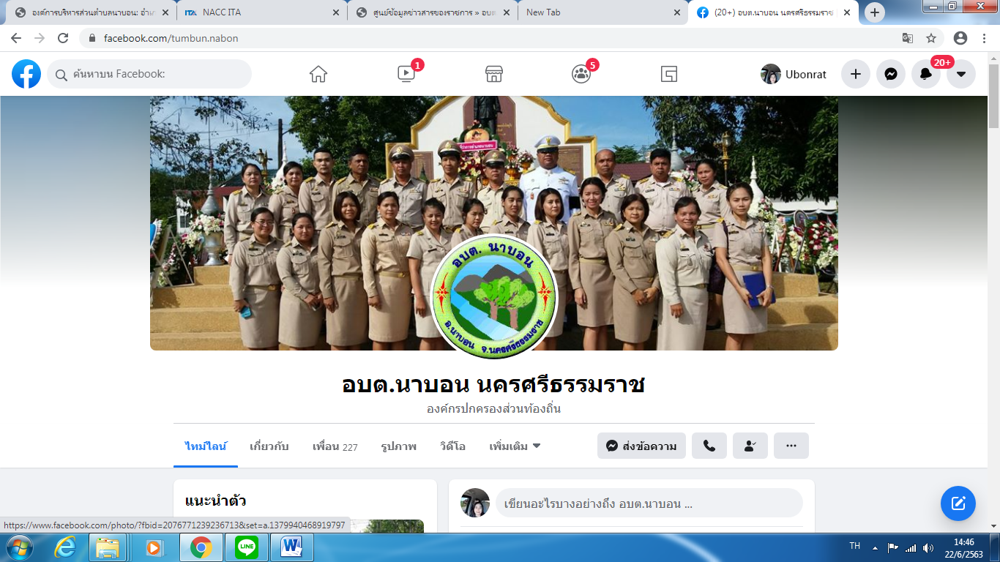 องค์การบริหารส่วนตำบลนาบอน: อำเภ
NACC ITA
ศูนย์ข้อมูลข่าวสารของราชการ » อบต
New Tab
(20+) อบต.นาบอน นครศรีธรรมราช
facebook.com/tumbun.nabon
ค้นหาบน Facebook:
1
5
Ubonrat
20+
อบต. นาบอน
อ.นาบอน จ.นครศรีธรรมราช
อบต.นาบอน นครศรีธรรมราช
องค์กรปกครองส่วนท้องถิ่น
ไทม์ไลน์ เกี่ยวกับ เพื่อน 227 รูปภาพ วิดีโอ เพิ่มเติม ส่งข้อความ
แนะนำตัว
เขียนอะไรบางอย่างถึง อบต.นาบอน ...
https://www.facebook.com/photo/?fbid=2076771239236713&set=a.1379940468919797
LINE
TH
14:46
22/6/2563